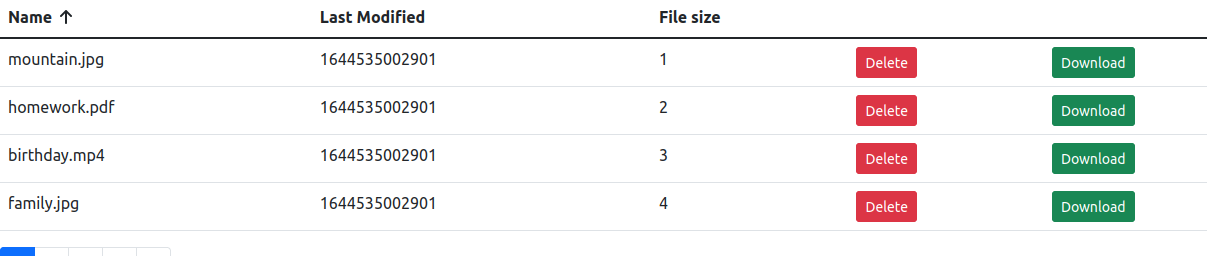 Name ↑ Last Modified File size
mountain.jpg 1644535002901 1 Delete Download
homework.pdf 1644535002901 2 Delete Download
birthday.mp4 1644535002901 3 Delete Download
family.jpg 1644535002901 4 Delete Download